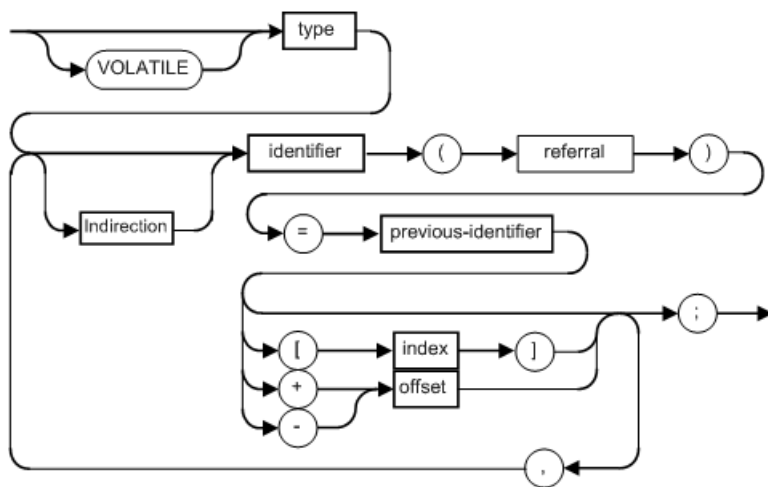 type
VOLATILE
identifier ( referral )
Indirection
= previous-identifier
;
[ index ]
+ offset
-
,